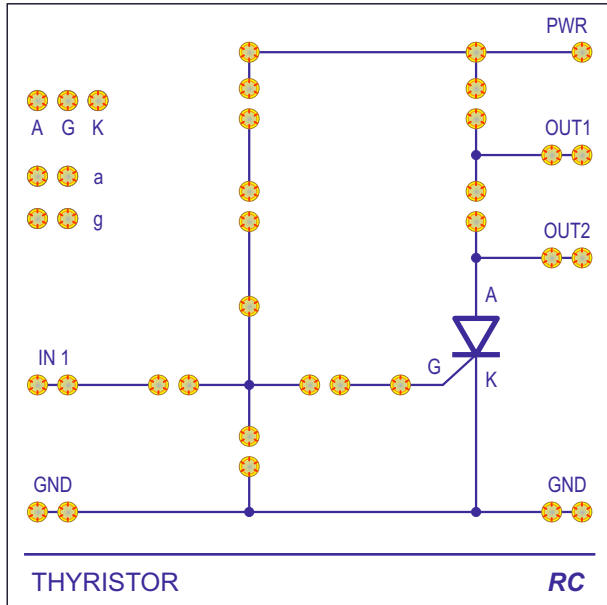 PWR
A G K
OUT1
a
g
OUT2
A
IN 1
G
K
GND
GND
THYRISTOR
RC